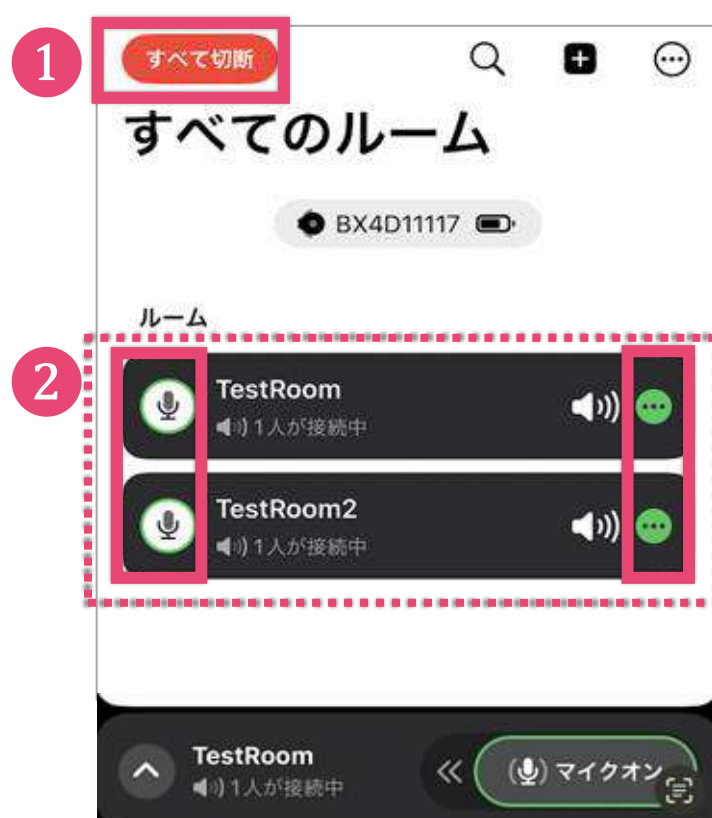 1
すべて切断
すべてのルーム
BX4D11117
ルーム
2
TestRoom
1人が接続中
TestRoom2
1人が接続中
TestRoom
1人が接続中
マイクオン